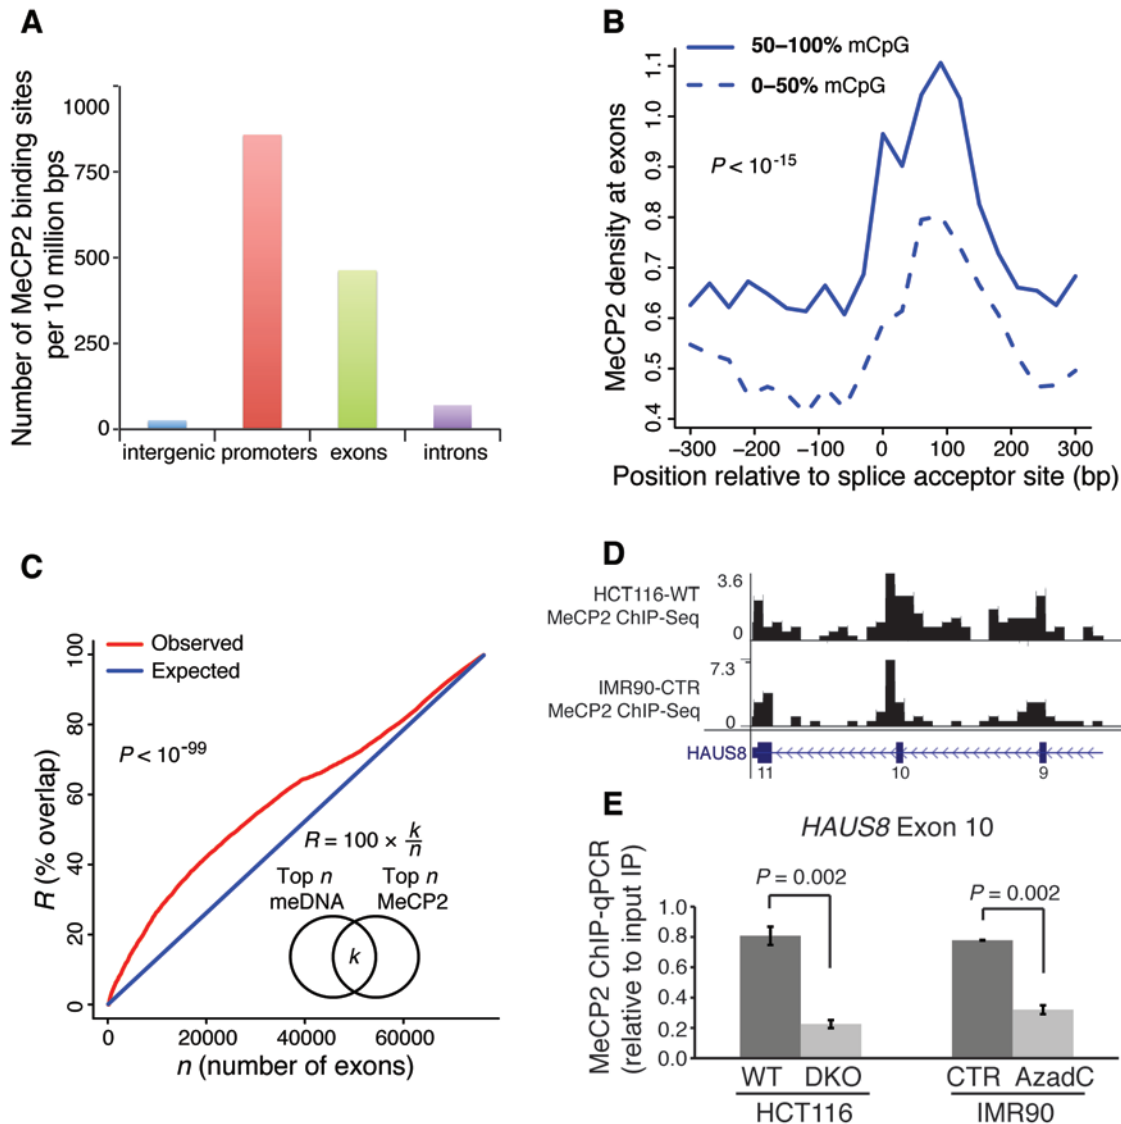 A
Number of MeCP2 binding sites
per 10 million bps
1000
750
500
250
0
intergenic promoters exons introns
B
50–100% mCpG
0–50% mCpG
P < 10-15
MeCP2 density at exons
1.1
1.0
0.9
0.8
0.7
0.6
0.5
0.4
−300 −200 −100 0 100 200 300
Position relative to splice acceptor site (bp)
C
Observed
Expected
P < 10-99
R (% overlap)
100
80
60
40
20
0
R = 100 × k/n
Top n Top n
meDNA MeCP2
k
0 20000 40000 60000
n (number of exons)
D
HCT116-WT
MeCP2 ChIP-Seq
3.6
0
IMR90-CTR
MeCP2 ChIP-Seq
7.3
0
HAUS8
11 10 9
E
HAUS8 Exon 10
MeCP2 ChIP-qPCR
(relative to input IP)
P = 0.002
P = 0.002
1.0
0.8
0.6
0.4
0.2
0.0
WT DKO CTR AzadC
HCT116 IMR90